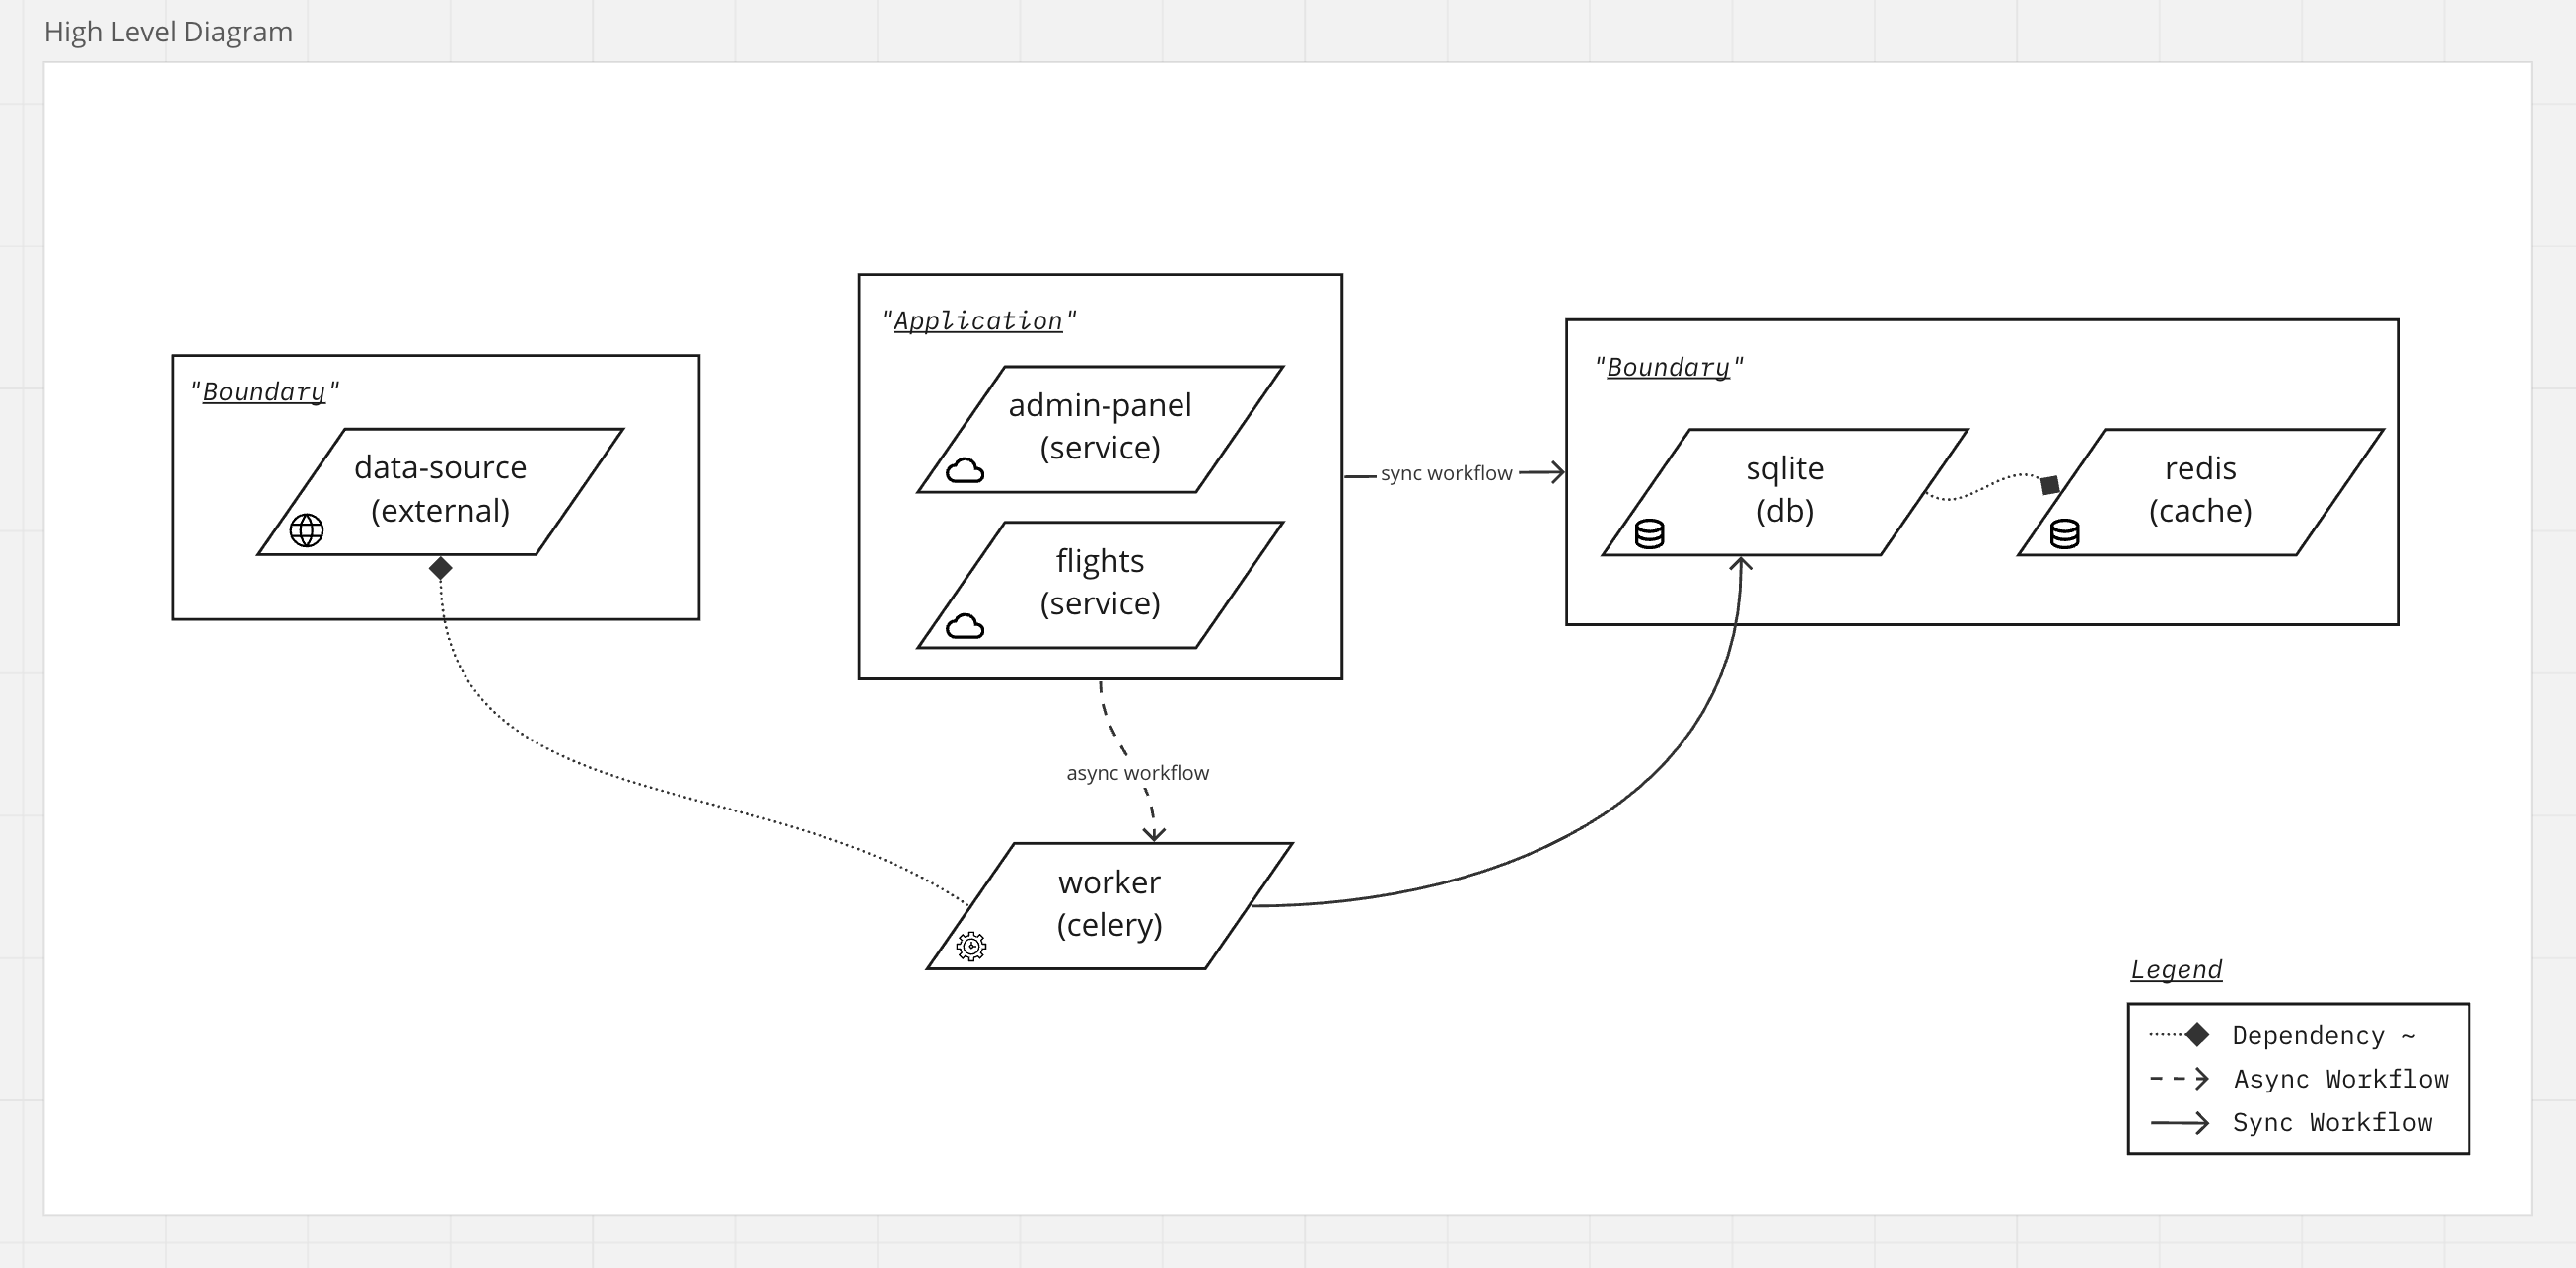 High Level Diagram
"Boundary"
data-source
(external)
"Application"
admin-panel
(service)
flights
(service)
sync workflow
"Boundary"
sqlite
(db)
redis
(cache)
async workflow
worker
(celery)
Legend
Dependency ~
Async Workflow
Sync Workflow